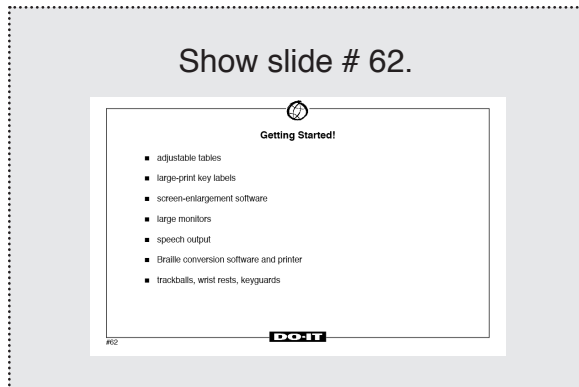 Show slide # 62.
Getting Started!
■ adjustable tables
■ large-print key labels
■ screen-enlargement software
■ large monitors
■ speech output
■ Braille conversion software and printer
■ trackballs, wrist rests, keyguards
DO-IT
#62